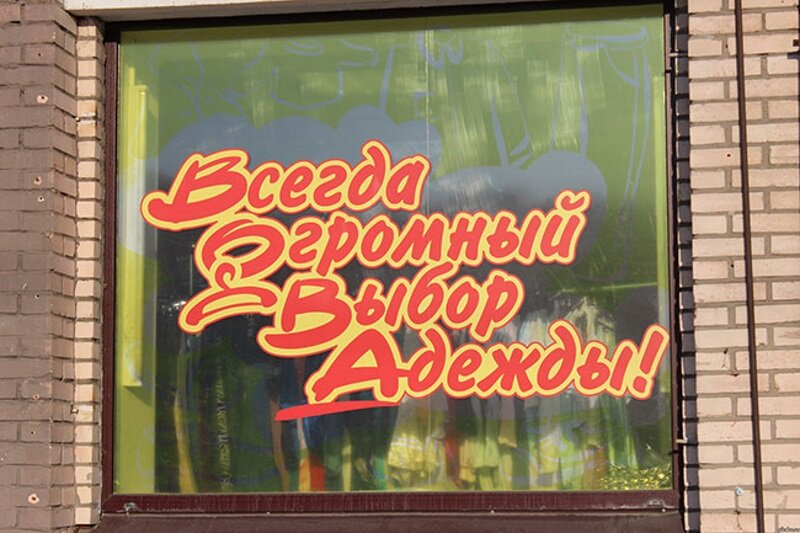 Всегда
Огромный
Выбор
Адежды!